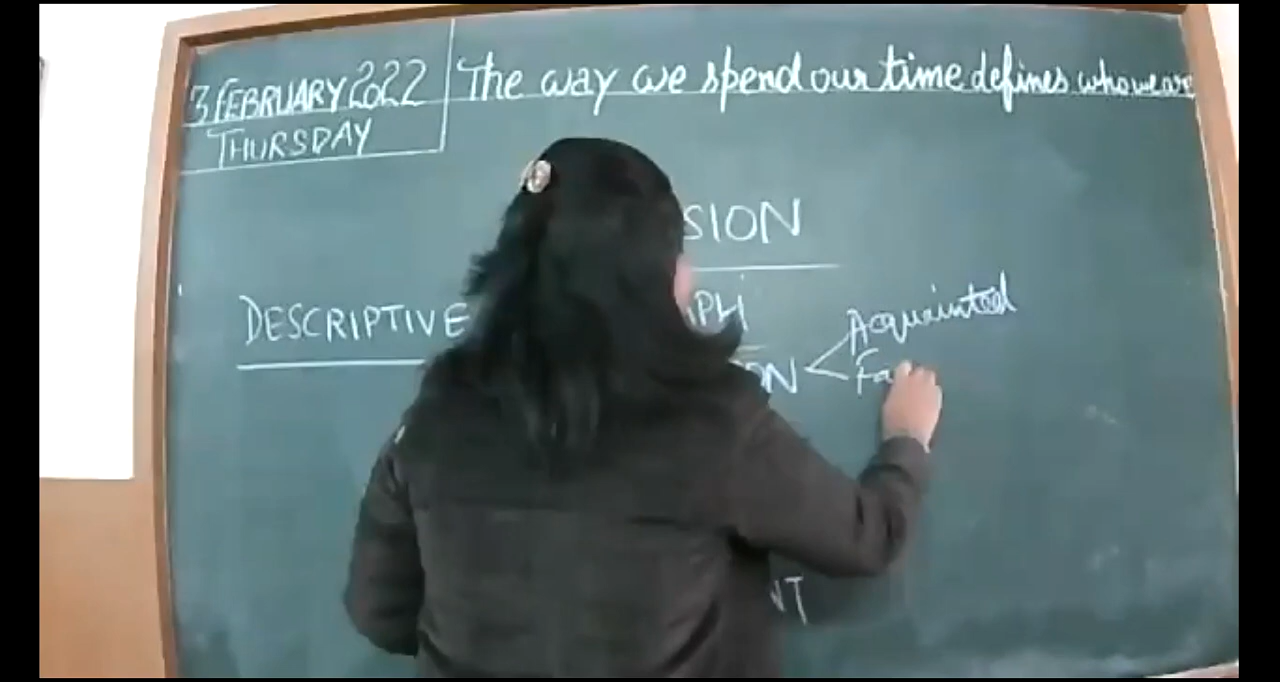 3 FEBRUARY 2022
THURSDAY
The way we spend our time defines who we are
SION
DESCRIPTIVE PH
ON
Acquainted
Fa
NT